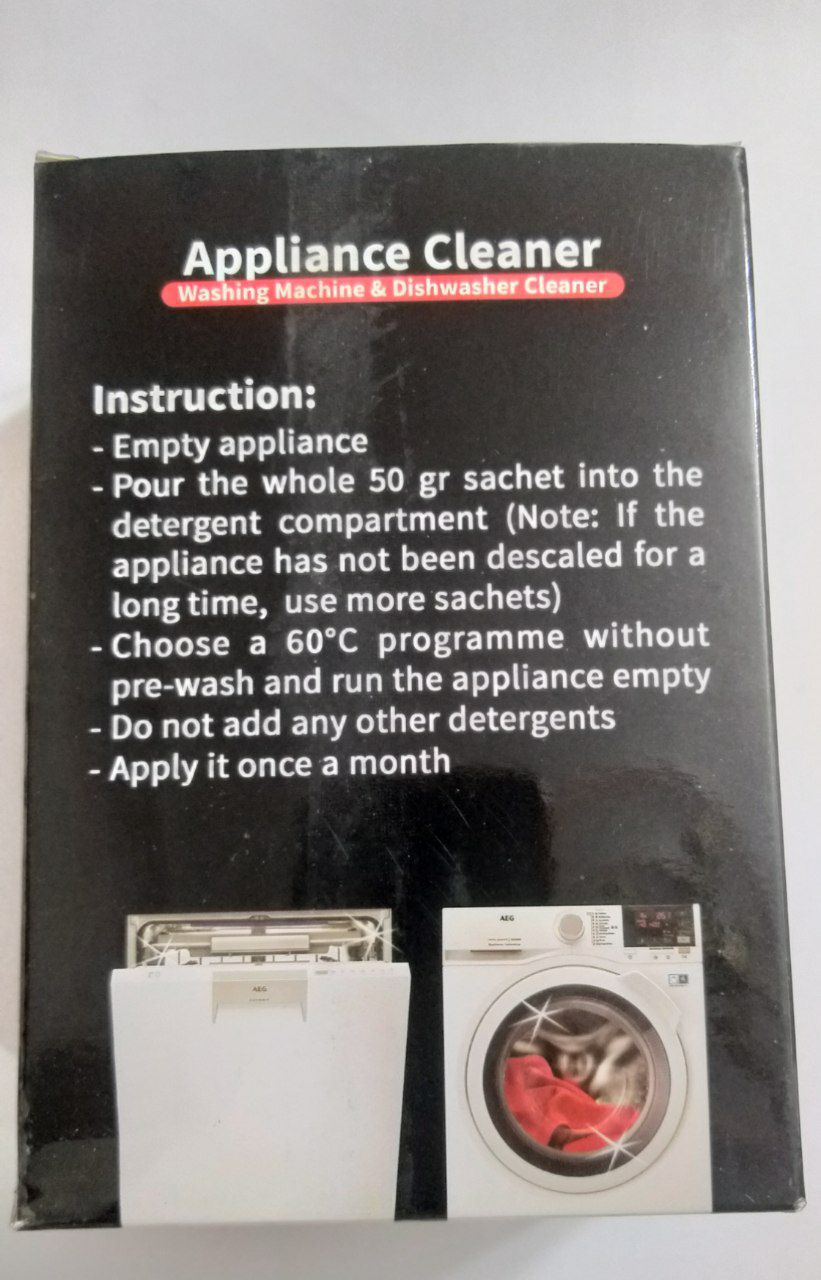 Appliance Cleaner
Washing Machine & Dishwasher Cleaner
Instruction:
- Empty appliance
- Pour the whole 50 gr sachet into the
detergent compartment (Note: If the
appliance has not been descaled for a
long time, use more sachets)
- Choose a 60°C programme without
pre-wash and run the appliance empty
- Do not add any other detergents
- Apply it once a month
AEG
AEG